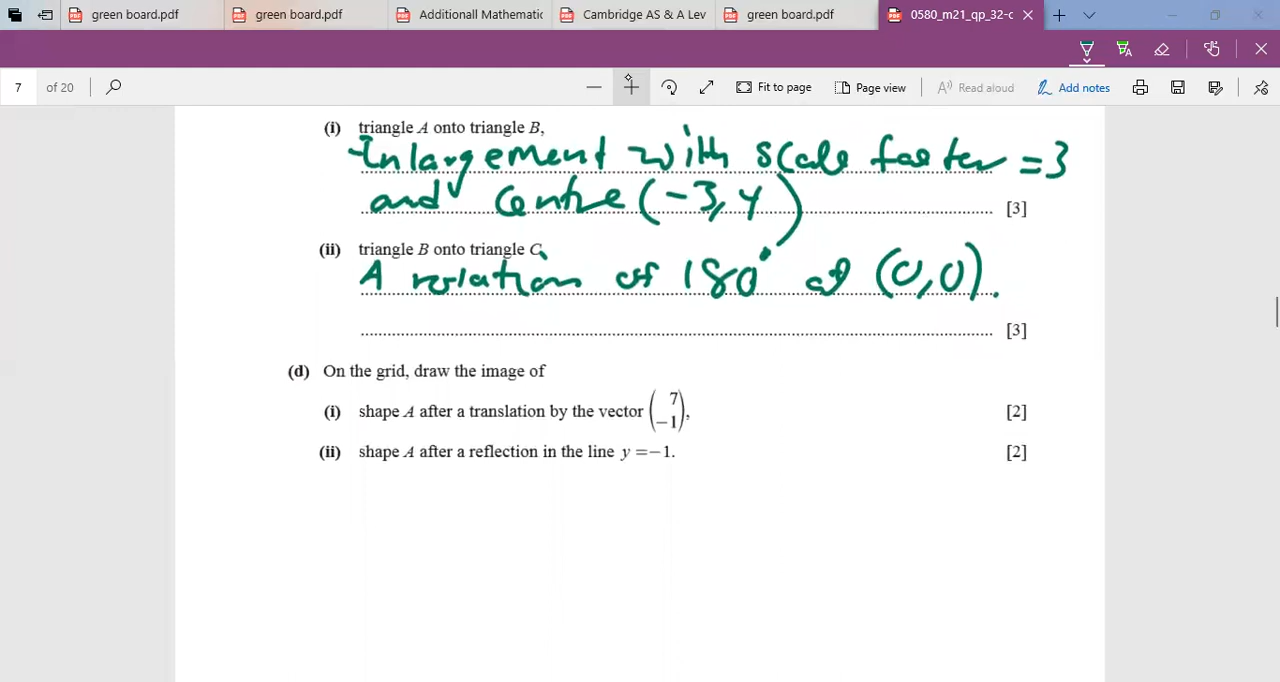 green board.pdf
green board.pdf
Additionall Mathematic
Cambridge AS & A Lev
green board.pdf
0580_m21_qp_32-c
7 of 20
Fit to page
Page view
Read aloud
Add notes
(i) triangle A onto triangle B,
Inlargement with scale factor = 3
and centre (-3, 4)
[3]
(ii) triangle B onto triangle C.
A rotation of 180° at (0,0).
[3]
(d) On the grid, draw the image of
(i) shape A after a translation by the vector (7 −1), [2]
(ii) shape A after a reflection in the line y =−1. [2]